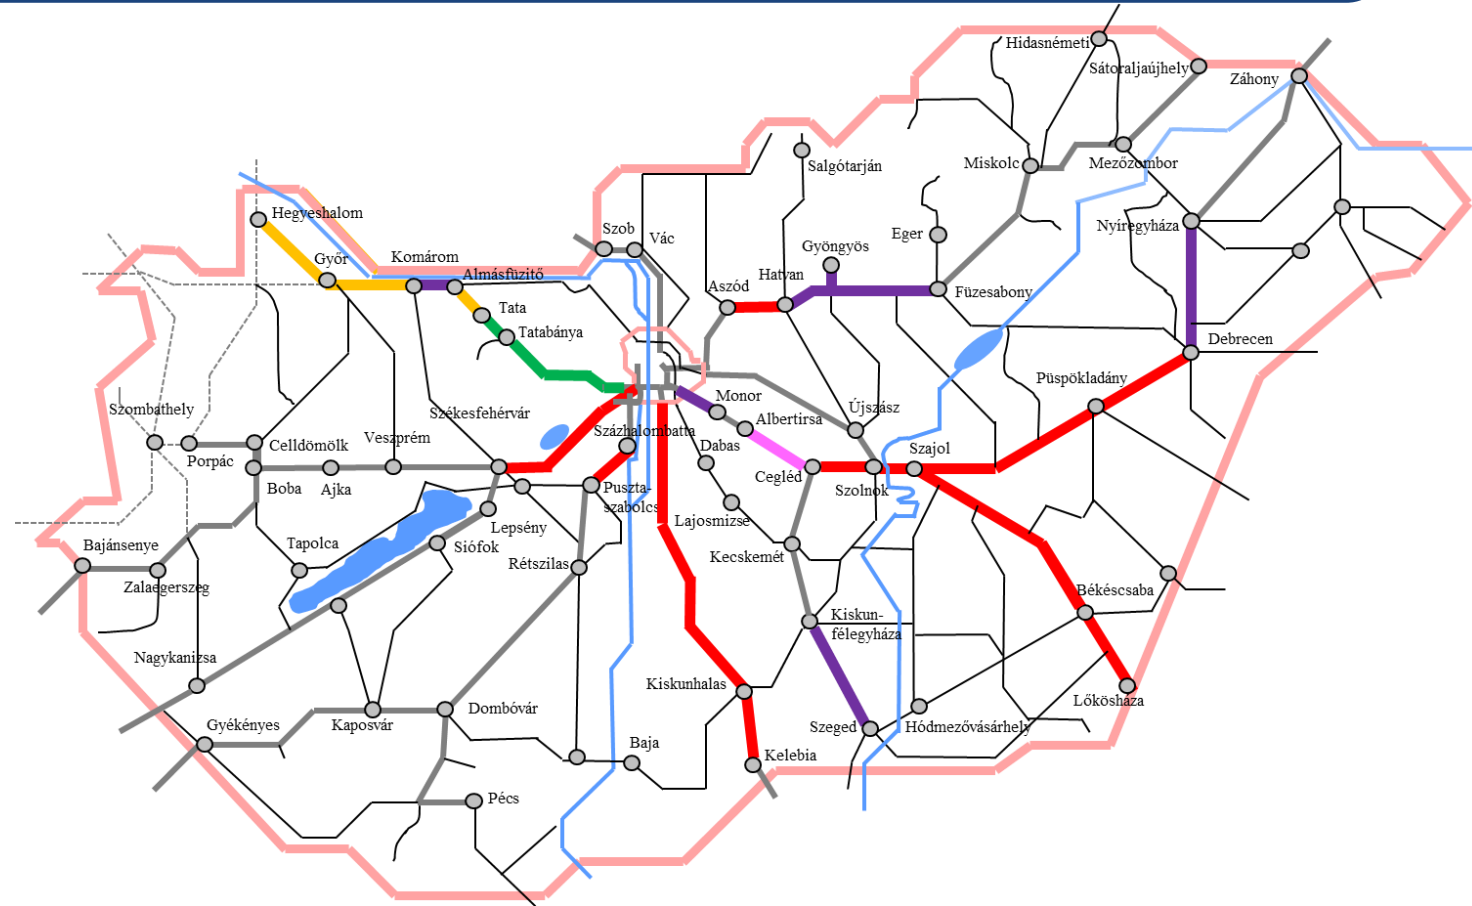 Hidasnémeti
Sátoraljaújhely
Záhony
Salgótarján
Miskolc
Mezőzombor
Hegyeshalom
Szob
Vác
Eger
Nyíregyháza
Győr
Komárom
Gyöngyös
Almásfüzitő
Hatvan
Aszód
Füzesabony
Tata
Tatabánya
Debrecen
Püspökladány
Monor
Szombathely
Székesfehérvár
Albertirsa
Újszász
Százhalombatta
Celldömölk
Veszprém
Dabas
Szajol
Porpác
Cegléd
Boba
Ajka
Puszta-
szabolcs
Szolnok
Lajosmizse
Lepsény
Bajánsenye
Tapolca
Siófok
Kecskemét
Rétszilas
Zalaegerszeg
Békéscsaba
Kiskun-
félegyháza
Nagykanizsa
Kiskunhalas
Lőkösháza
Dombóvár
Gyékényes
Kaposvár
Szeged
Hódmezővásárhely
Baja
Kelebia
Pécs